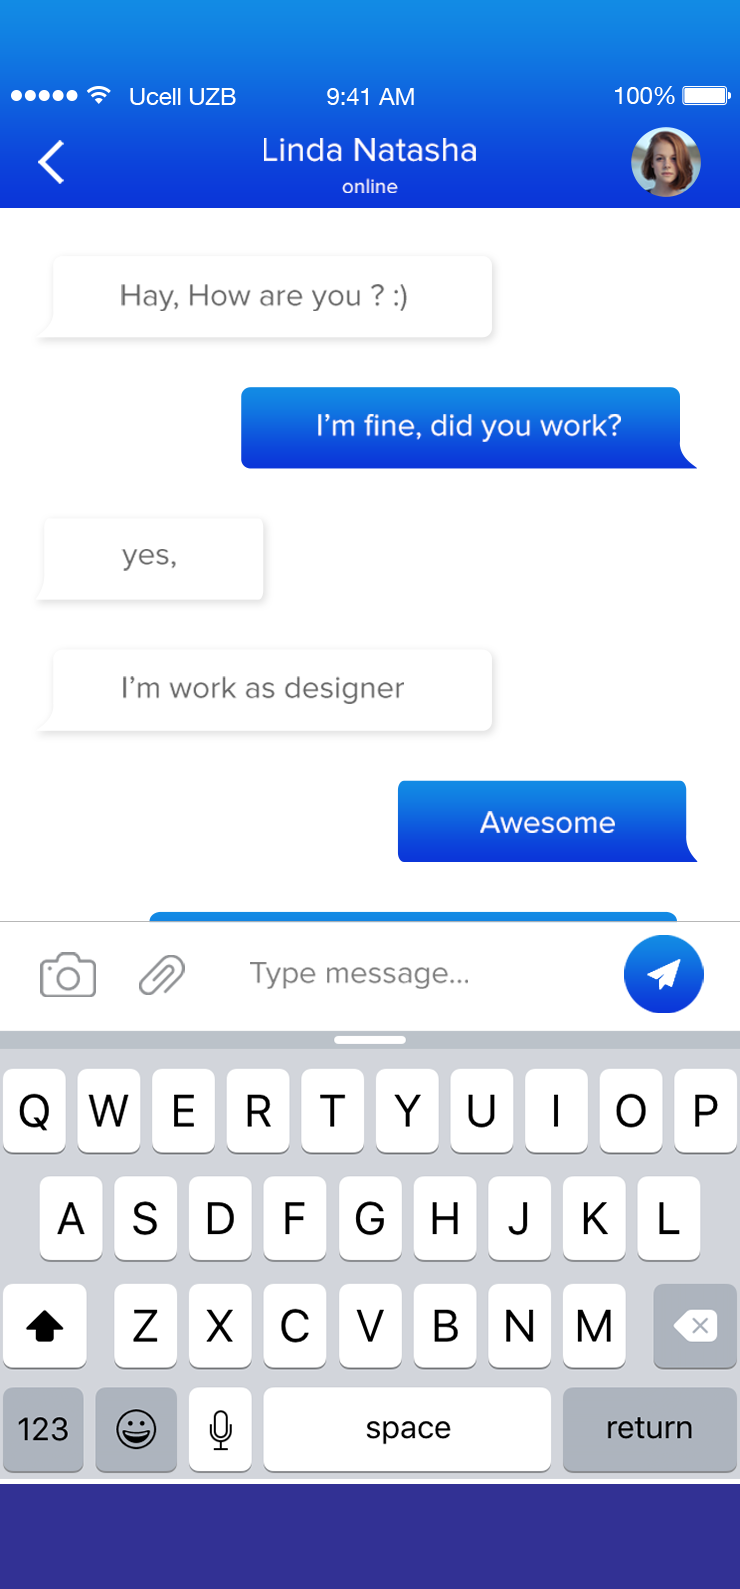 Ucell UZB 9:41 AM 100%
Linda Natasha
online
Hay, How are you ? :)
I'm fine, did you work?
yes,
I'm work as designer
Awesome
Type message...
Q W E R T Y U I O P
A S D F G H J K L
Z X C V B N M
123 space return